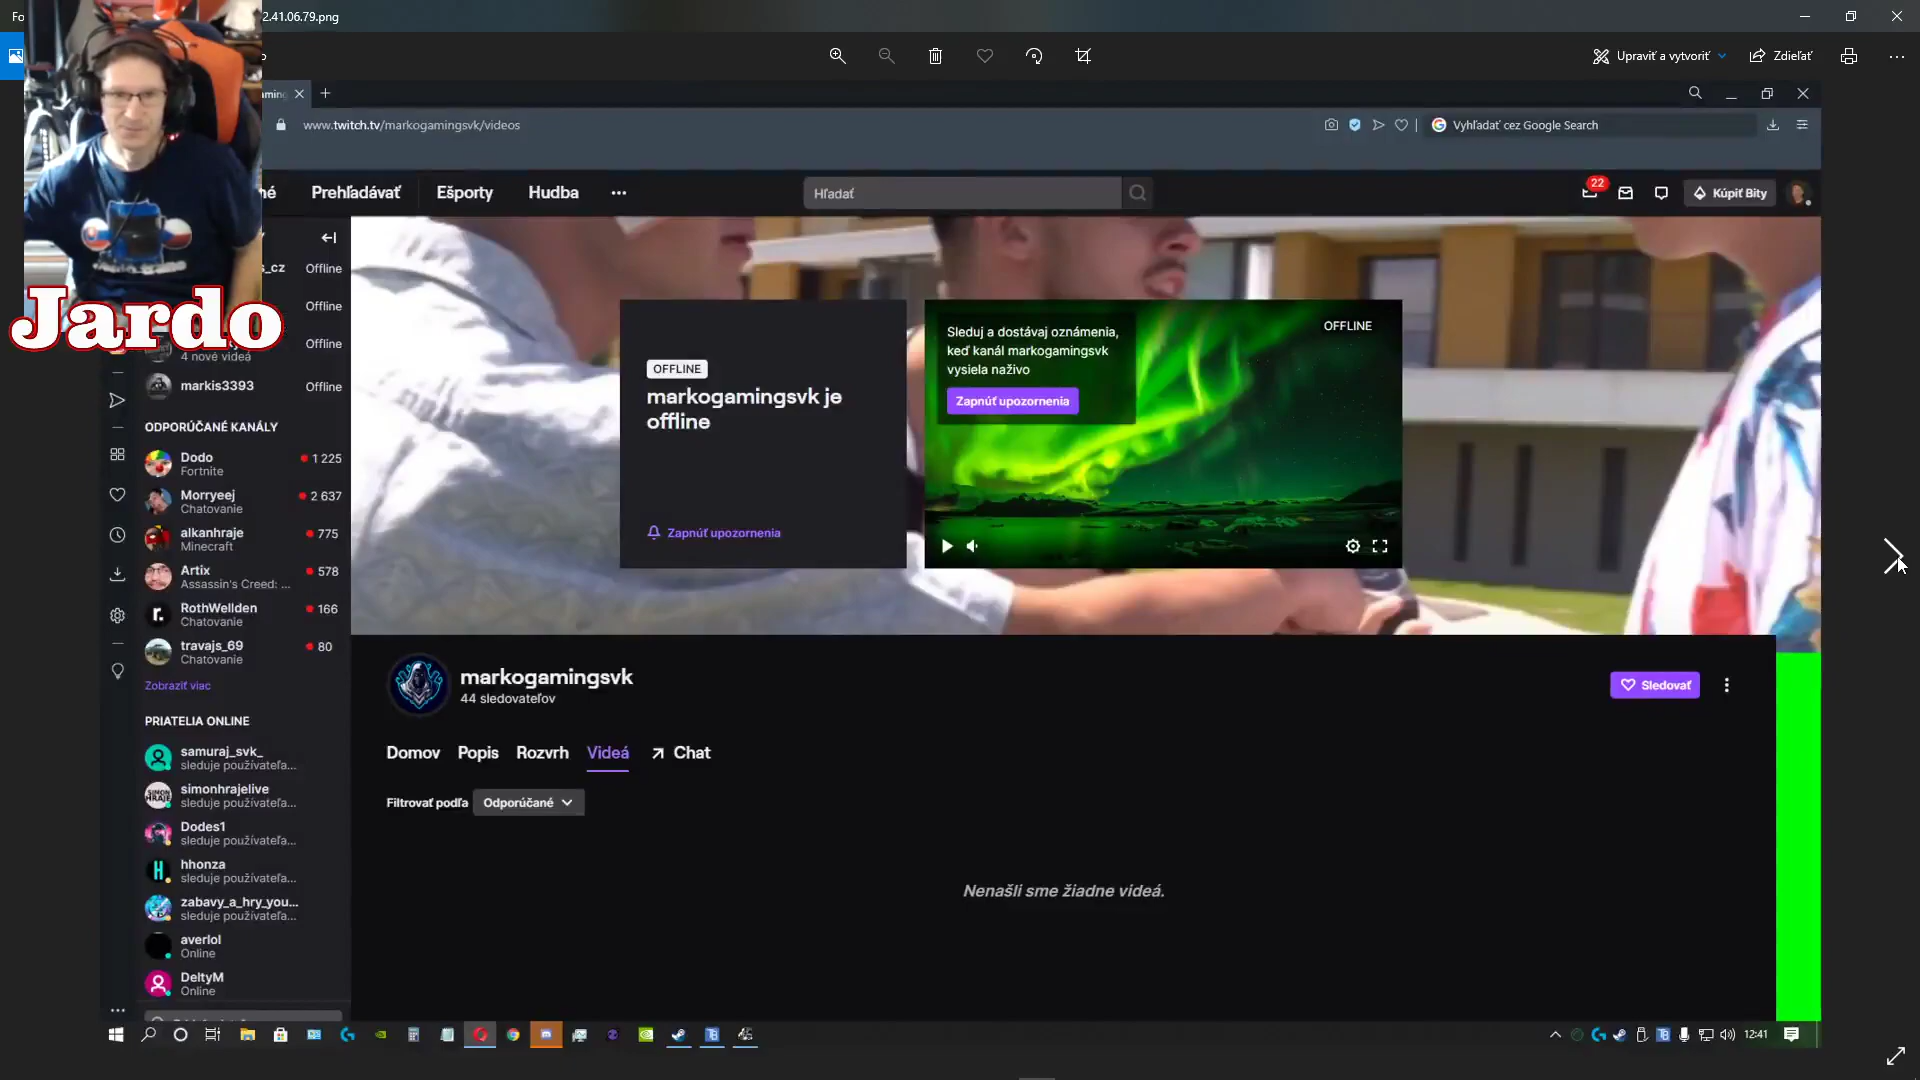 2.41.06.79.png
Upraviť a vytvoriť
Zdieľať
www.twitch.tv/markogamingsvk/videos
Vyhľadať cez Google Search
Prehľadávať
Ešporty
Hudba
Hľadať
22
Kúpiť Bity
Jardo
s_cz
Offline
Offline
Offline
4 nové videá
markis3393
Offline
ODPORÚČANÉ KANÁLY
Dodo
1 225
Fortnite
Morryeej
2 637
Chatovanie
alkanhraje
775
Minecraft
Artix
578
Assassin's Creed: ...
RothWellden
166
Chatovanie
travajs_69
80
Chatovanie
Zobraziť viac
PRIATELIA ONLINE
samuraj_svk_
sleduje používateľa...
simonhrajelive
sleduje používateľa...
Dodes1
sleduje používateľa...
hhonza
sleduje používateľa...
zabavy_a_hry_you...
sleduje používateľa...
averlol
Online
DeltyM
Online
OFFLINE
markogamingsvk je
offline
Zapnúť upozornenia
Sleduj a dostávaj oznámenia,
keď kanál markogamingsvk
vysiela naživo
Zapnúť upozornenia
OFFLINE
markogamingsvk
44 sledovateľov
Sledovať
Domov
Popis
Rozvrh
Videá
Chat
Filtrovať podľa
Odporúčané
Nenašli sme žiadne videá.
12:41